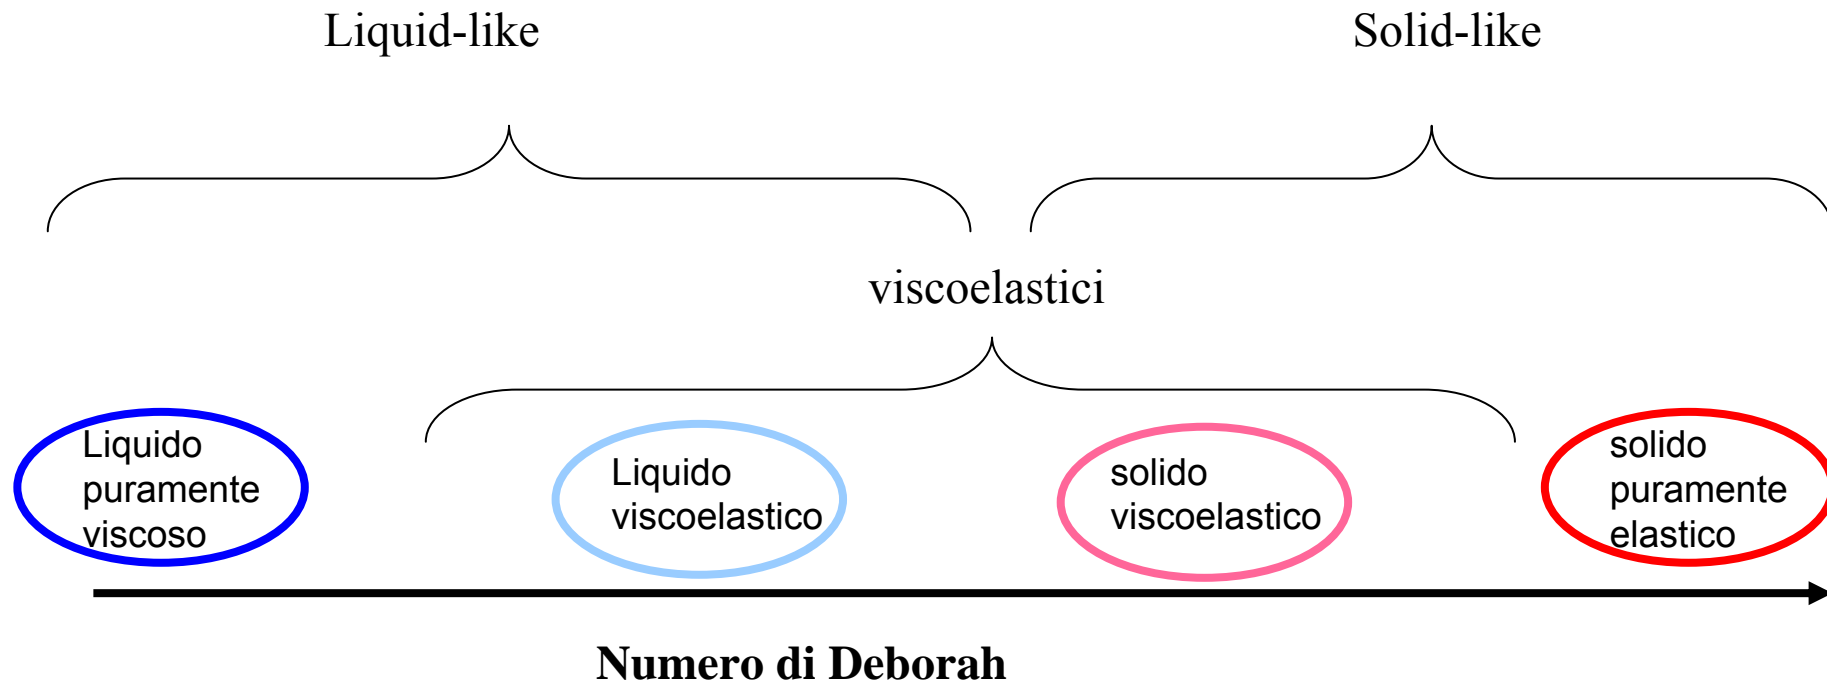 Liquid-like
Solid-like
viscoelastici
Liquido
puramente
viscoso
Liquido
viscoelastico
solido
viscoelastico
solido
puramente
elastico
Numero di Deborah